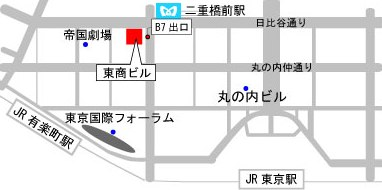 二重橋前駅
B7 出口
日比谷通り
帝国劇場
東商ビル
丸の内仲通り
丸の内ビル
東京国際フォーラム
JR 有楽町駅
JR 東京駅